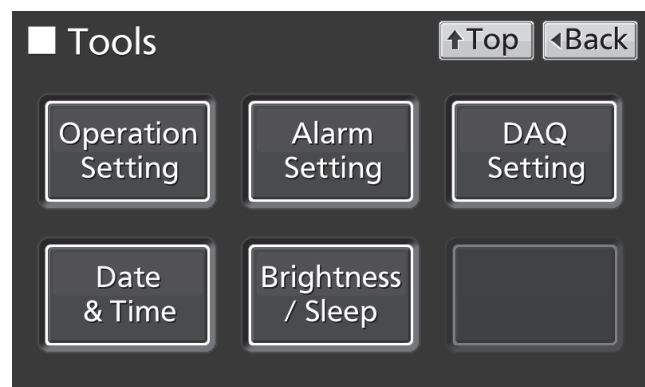 Tools
↑Top
◂Back
Operation
Setting
Alarm
Setting
DAQ
Setting
Date
& Time
Brightness
/ Sleep